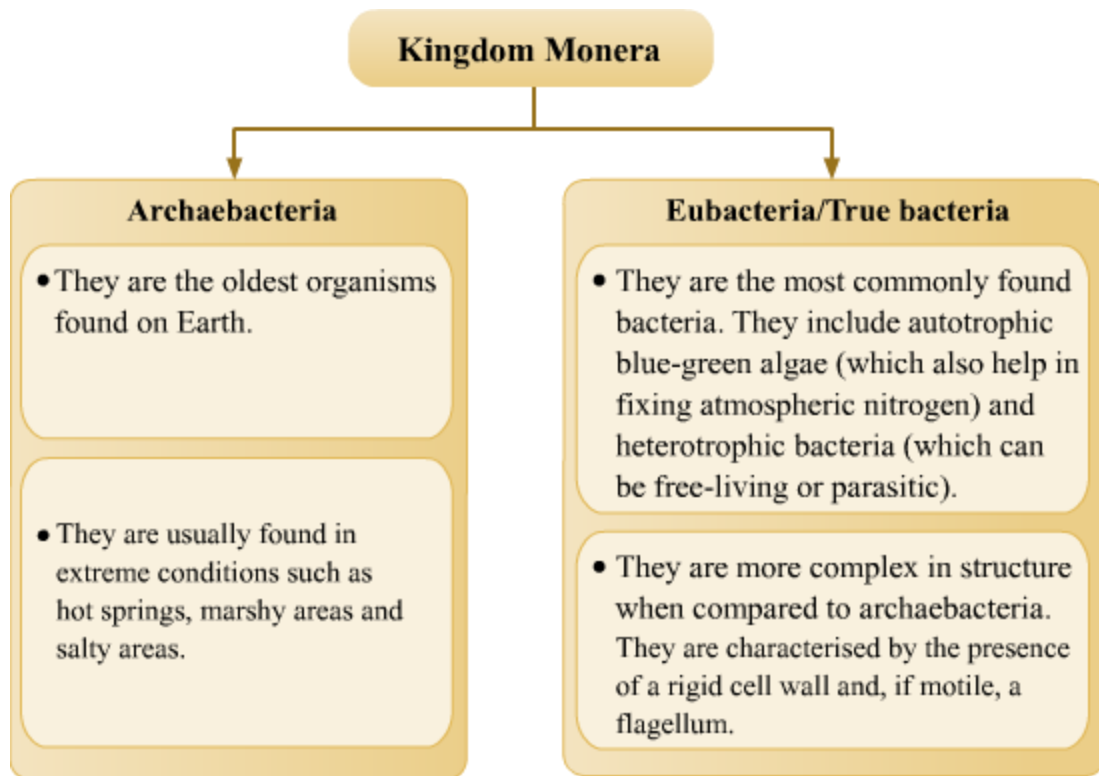 Kingdom Monera
Archaebacteria
• They are the oldest organisms
found on Earth.
• They are usually found in
extreme conditions such as
hot springs, marshy areas and
salty areas.
Eubacteria/True bacteria
• They are the most commonly found
bacteria. They include autotrophic
blue-green algae (which also help in
fixing atmospheric nitrogen) and
heterotrophic bacteria (which can
be free-living or parasitic).
• They are more complex in structure
when compared to archaebacteria.
They are characterised by the presence
of a rigid cell wall and, if motile, a
flagellum.